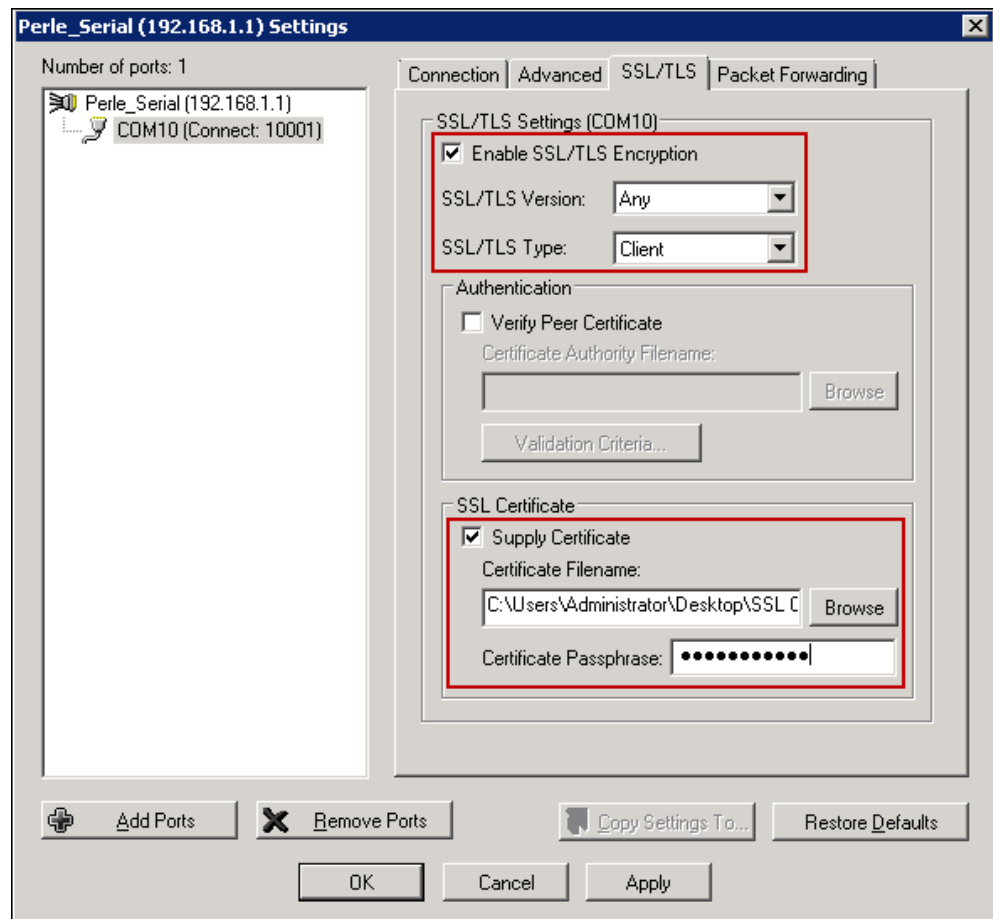 Perle_Serial (192.168.1.1) Settings
Number of ports: 1
Perle_Serial (192.168.1.1)
COM10 (Connect: 10001)
Connection Advanced SSL/TLS Packet Forwarding
SSL/TLS Settings (COM10)
Enable SSL/TLS Encryption
SSL/TLS Version: Any
SSL/TLS Type: Client
Authentication
Verify Peer Certificate
Certificate Authority Filename:
Browse
Validation Criteria...
SSL Certificate
Supply Certificate
Certificate Filename:
C:\Users\Administrator\Desktop\SSL C Browse
Certificate Passphrase: ●●●●●●●●●●●
Add Ports Remove Ports Copy Settings To... Restore Defaults
OK Cancel Apply